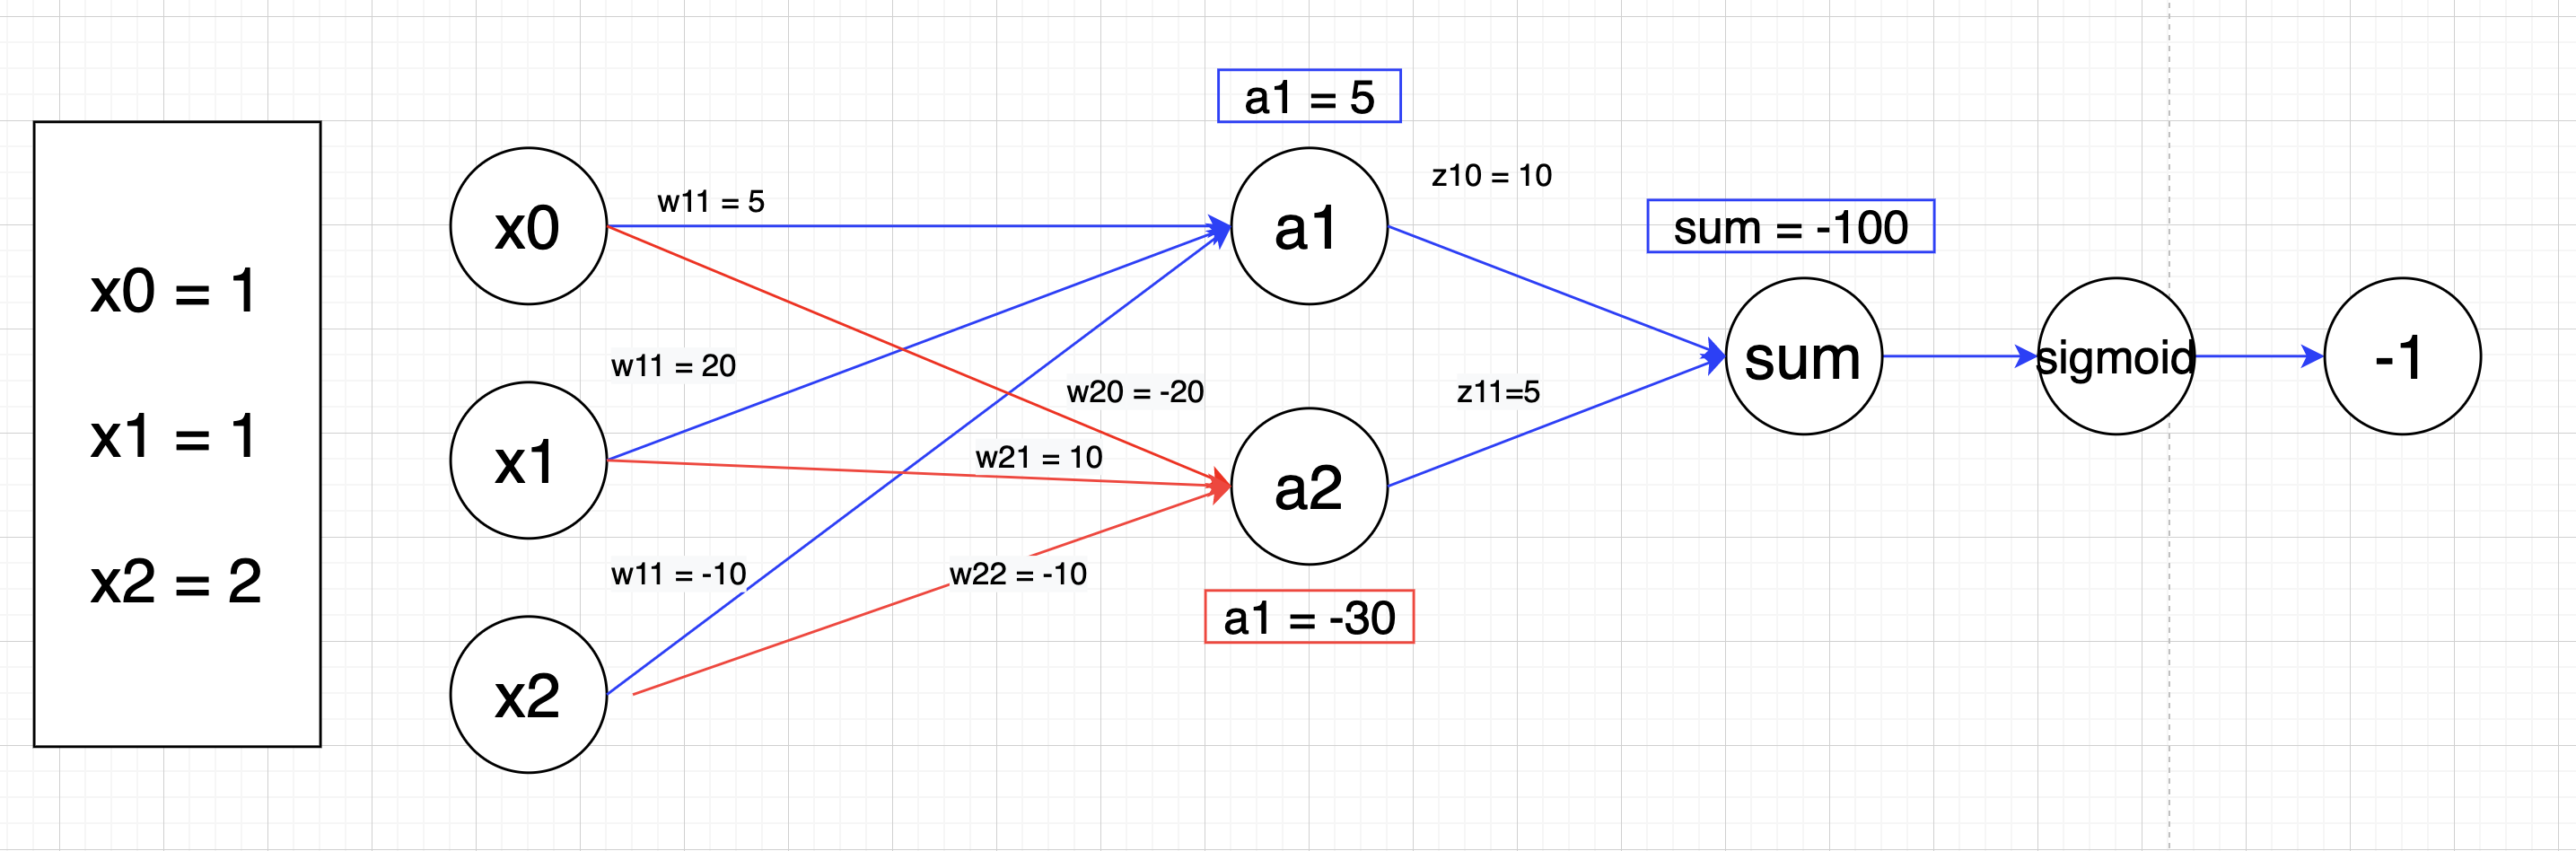 a1 = 5
z10 = 10
w11 = 5
x0
a1
sum = -100
x0 = 1
w11 = 20
w20 = -20
z11=5
sum
sigmoid
-1
x1 = 1
x1
w21 = 10
a2
x2 = 2
w11 = -10
w22 = -10
a1 = -30
x2